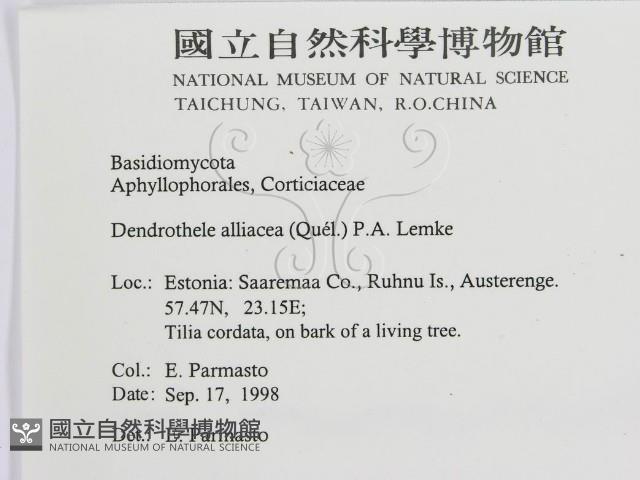 國立自然科學博物館
NATIONAL MUSEUM OF NATURAL SCIENCE
TAICHUNG, TAIWAN, R.O.CHINA
Basidiomycota
Aphyllophorales, Corticiaceae
Dendrothele alliacea (Quél.) P.A. Lemke
Loc.: Estonia: Saaremaa Co., Ruhnu Is., Austerenge.
57.47N, 23.15E;
Tilia cordata, on bark of a living tree.
Col.: E. Parmasto
Date: Sep. 17, 1998
Det.: E. Parmasto
國立自然科學博物館
NATIONAL MUSEUM OF NATURAL SCIENCE